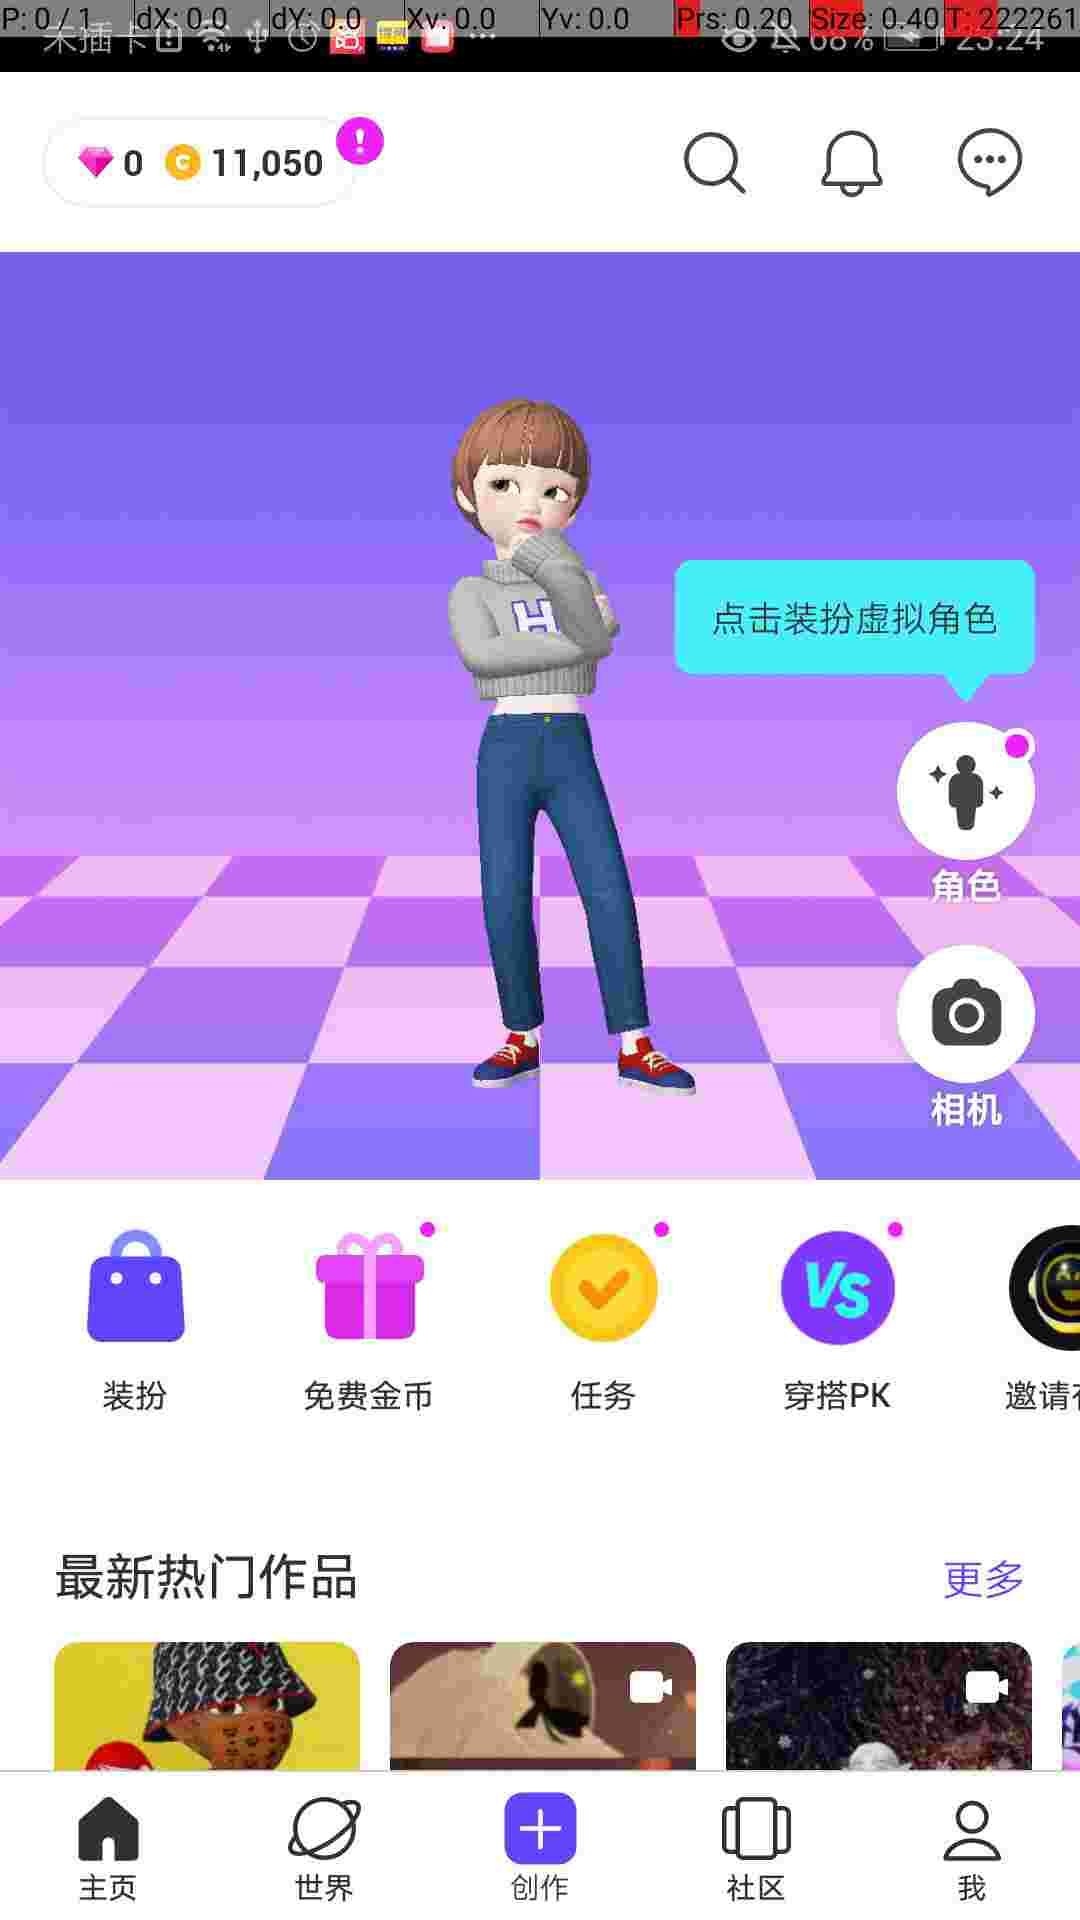 P: 0 / 1 dX: 0.0 dY: 0.0 Xv: 0.0 Yv: 0.0 Prs: 0.20 Size: 0.40 T: 222261
未插卡 68% 23:24
0 C 11,050
H
点击装扮虚拟角色
角色
相机
VS
装扮 免费金币 任务 穿搭PK 邀请
最新热门作品 更多
主页 世界 创作 社区 我